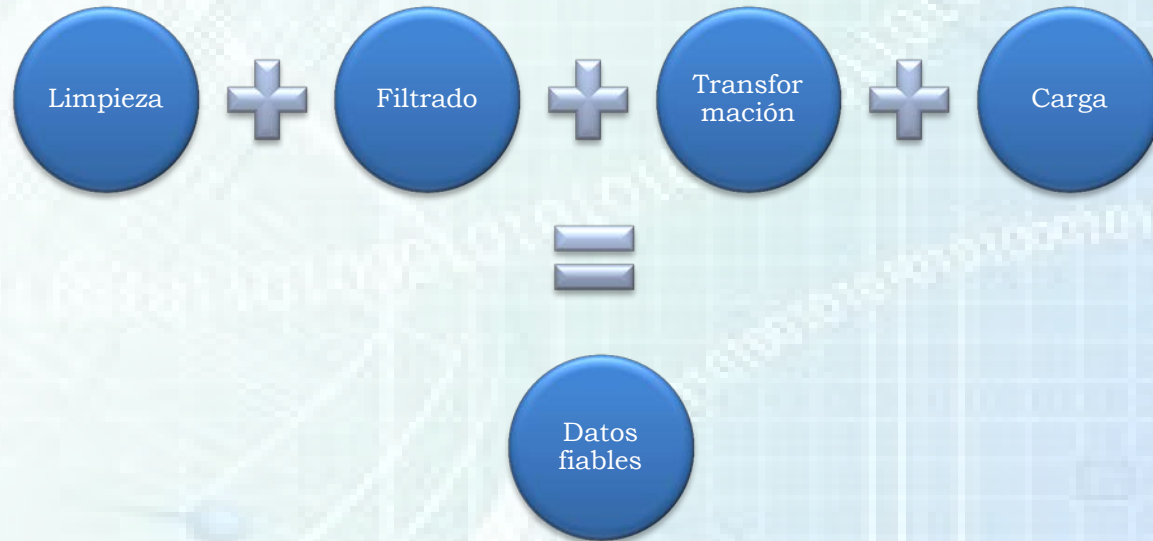 Limpieza
Filtrado
Transfor
mación
Carga
Datos
fiables